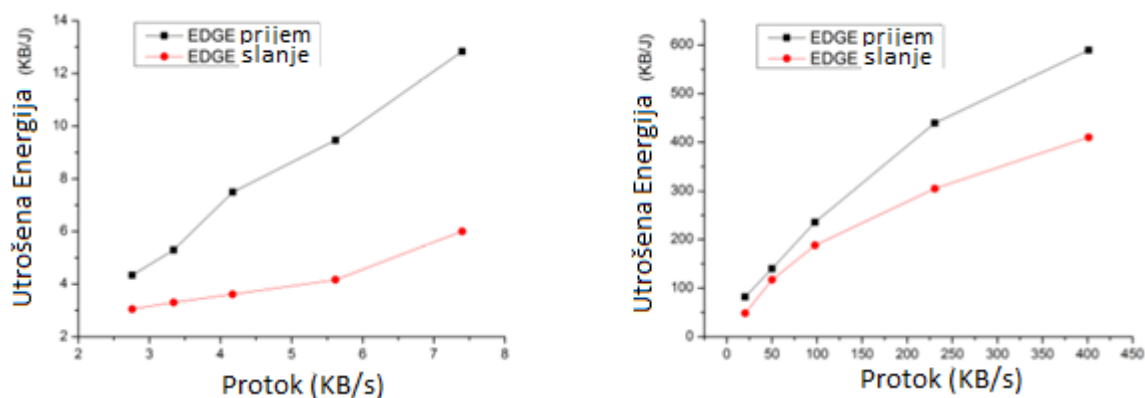 EDGE prijem
EDGE slanje
Utrošena Energija (KB/J)
14
12
10
8
6
4
2
2 3 4 5 6 7 8
Protok (KB/s)
EDGE prijem
EDGE slanje
Utrošena Energija (KB/J)
600
500
400
300
200
100
0
0 50 100 150 200 250 300 350 400 450
Protok (KB/s)